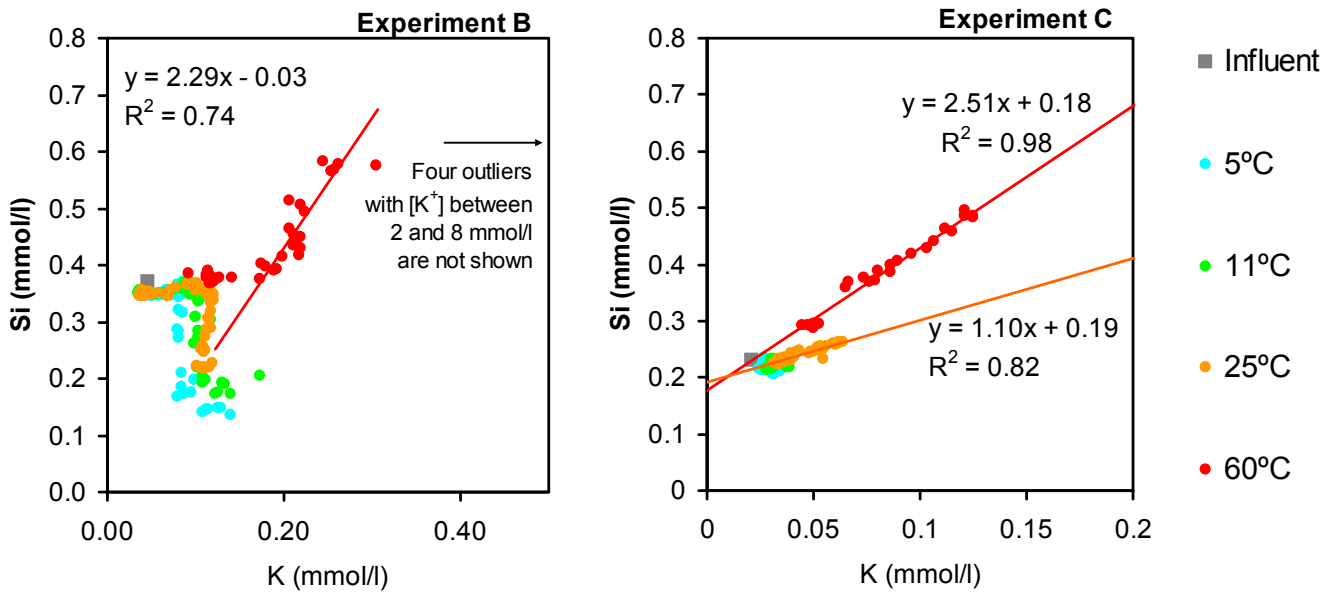 Experiment B
0.8
0.7
0.6
0.5
0.4
0.3
0.2
0.1
0.0
Si (mmol/l)
y = 2.29x - 0.03
R² = 0.74
Four outliers
with [K⁺] between
2 and 8 mmol/l
are not shown
0.00
0.20
0.40
K (mmol/l)
Experiment C
0.8
0.7
0.6
0.5
0.4
0.3
0.2
0.1
0
Si (mmol/l)
y = 2.51x + 0.18
R² = 0.98
y = 1.10x + 0.19
R² = 0.82
0
0.05
0.1
0.15
0.2
K (mmol/l)
Influent
5ºC
11ºC
25ºC
60ºC